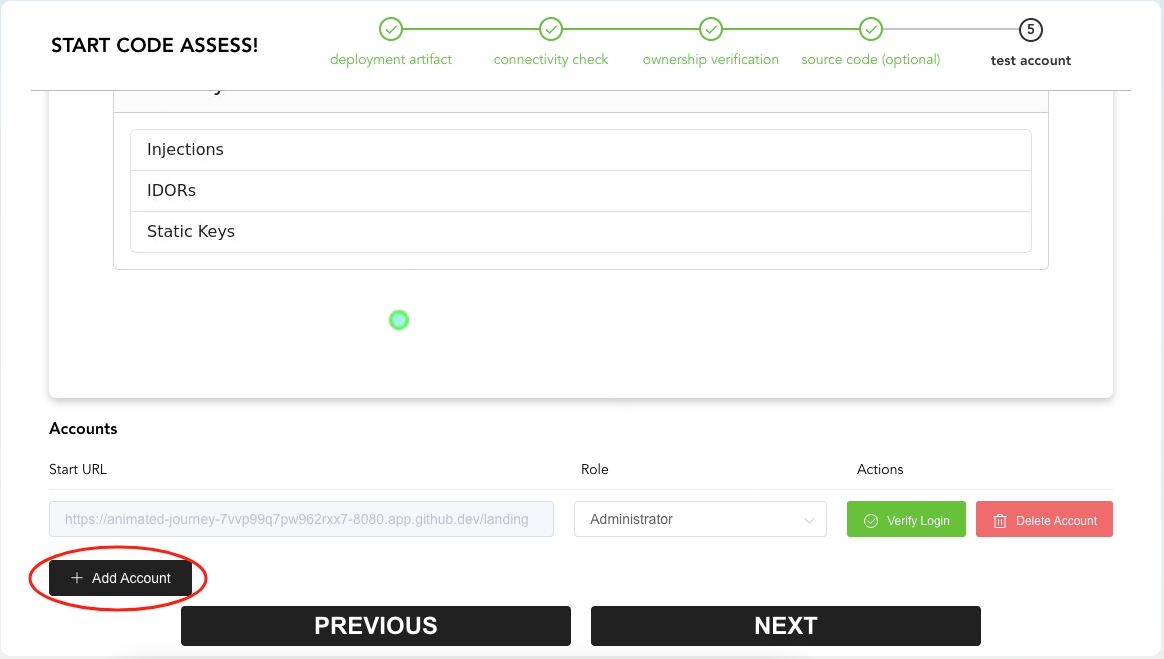 START CODE ASSESS!
deployment artifact
connectivity check
ownership verification
source code (optional)
5
test account
Injections
IDORs
Static Keys
Accounts
Start URL Role Actions
https://animated-journey-7vvp99q7pw962rxx7-8080.app.github.dev/landing Administrator Verify Login Delete Account
+ Add Account
PREVIOUS NEXT